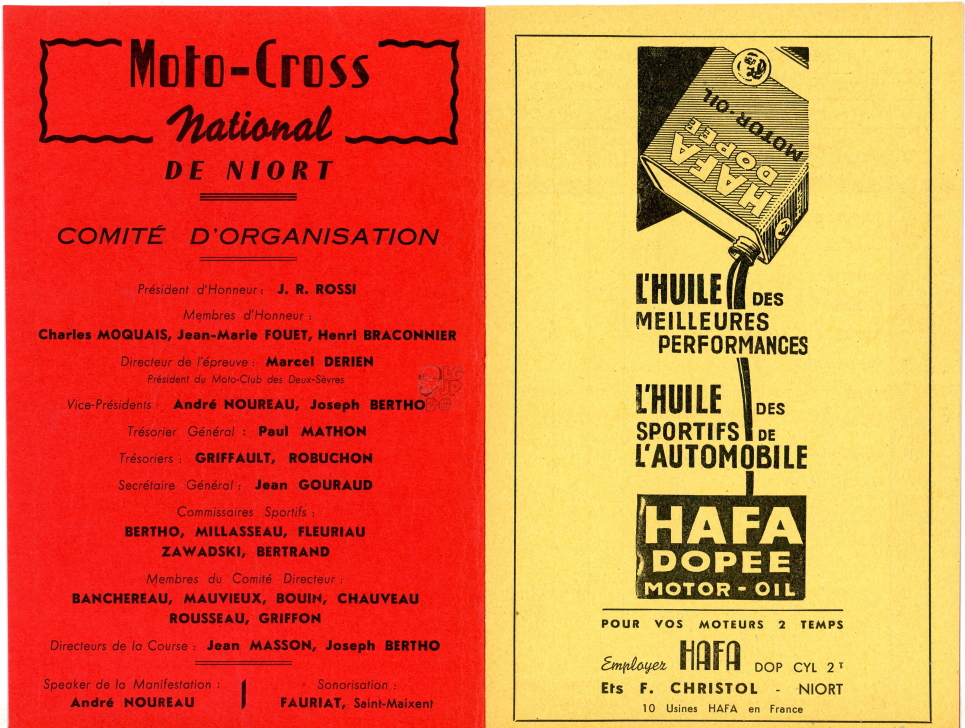 Moto-Cross
National
DE NIORT
COMITÉ D'ORGANISATION
Président d'Honneur : J. R. ROSSI
Membres d'Honneur :
Charles MOQUAIS, Jean-Marie FOUET, Henri BRACONNIER
Directeur de l'épreuve : Marcel DERIEN
Président du Moto-Club des Deux-Sèvres
Vice-Présidents : André NOUREAU, Joseph BERTHO
Trésorier Général : Paul MATHON
Trésoriers : GRIFFAULT, ROBUCHON
Secrétaire Général : Jean GOURAUD
Commissaires Sportifs :
BERTHO, MILLASSEAU, FLEURIAU
ZAWADSKI, BERTRAND
Membres du Comité Directeur :
BANCHEREAU, MAUVIEUX, BOUIN, CHAUVEAU
ROUSSEAU, GRIFFON
Directeurs de la Course : Jean MASSON, Joseph BERTHO
Speaker de la Manifestation :
André NOUREAU
Sonorisation :
FAURIAT, Saint-Maixent
HAFA
DOPEE
MOTOR-OIL
L'HUILE DES
MEILLEURES
PERFORMANCES
L'HUILE DES
SPORTIFS DE
L'AUTOMOBILE
HAFA
DOPEE
MOTOR-OIL
POUR VOS MOTEURS 2 TEMPS
Employez HAFA DOP CYL 2T
Ets F. CHRISTOL - NIORT
10 Usines HAFA en France